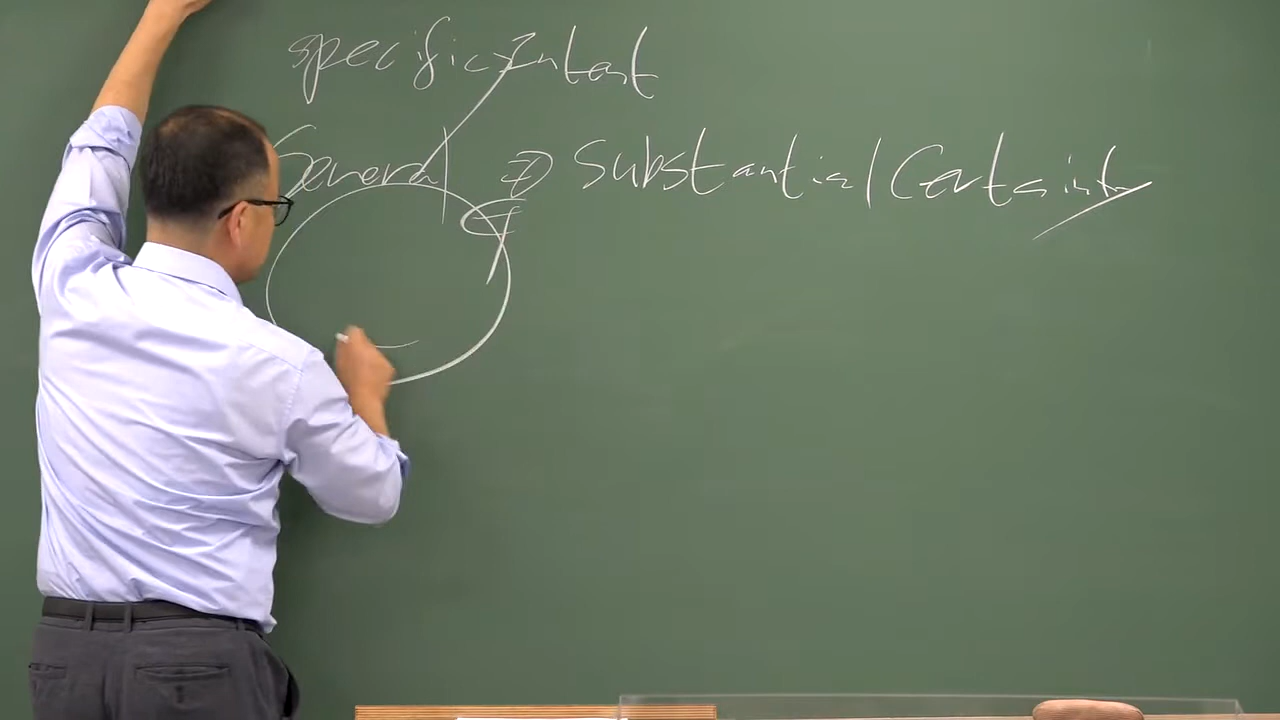 specific intent
General ⇒ Substantial Certainty